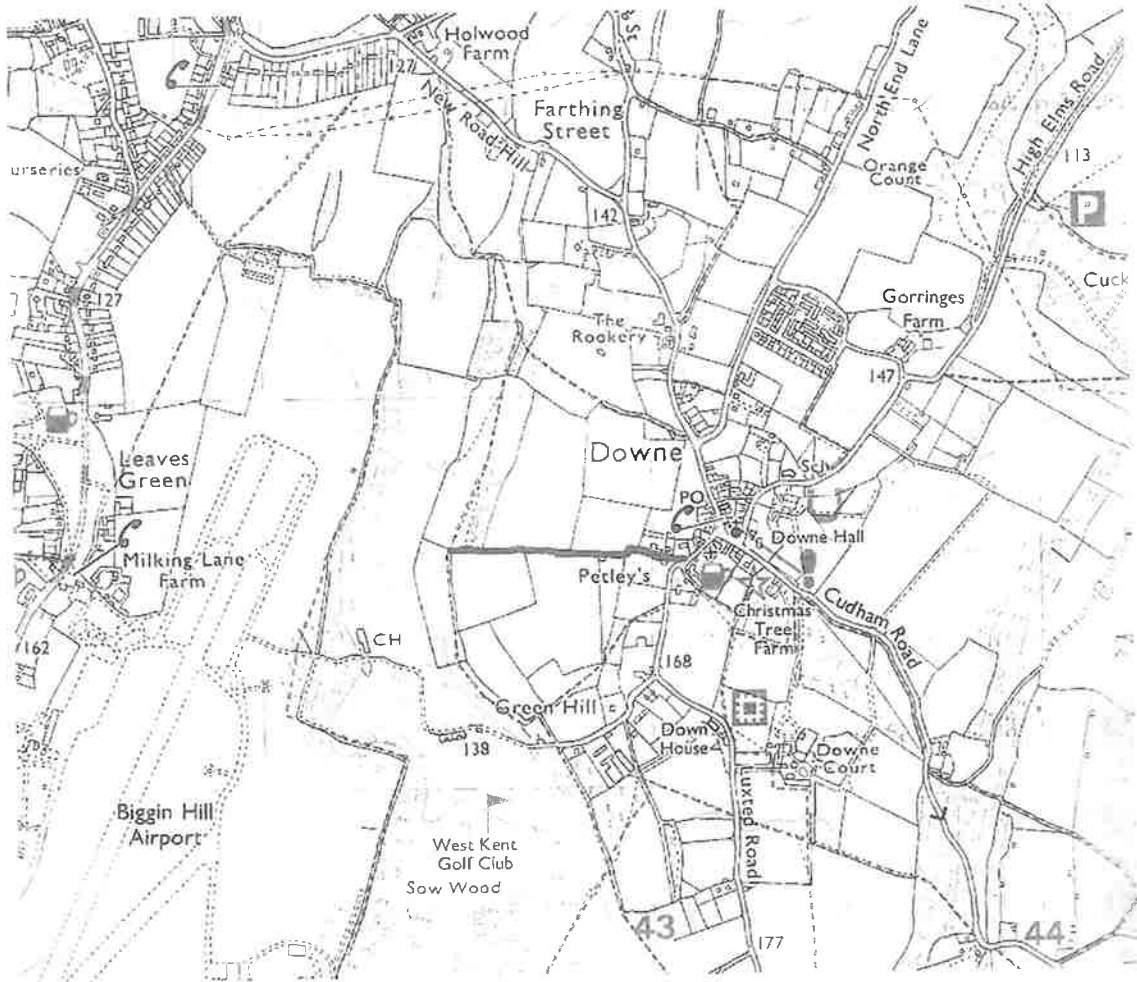 Holwood
Farm
127
New Road Hill
St
Farthing
Street
North End Lane
High Elms Road
113
P
urseries
Orange
Court
142
Cuck
127
Gorringes
Farm
The
Rookery
147
Leaves
Green
Downe
Sch
PO
Downe Hall
Milking Lane
Farm
Petley's
PH
Christmas
Tree
Farm
Cudham Road
162
CH
168
Green Hill
Down
House
Downe
Court
138
Luxted Road
Biggin Hill
Airport
West Kent
Golf Club
Sow Wood
43
177
44